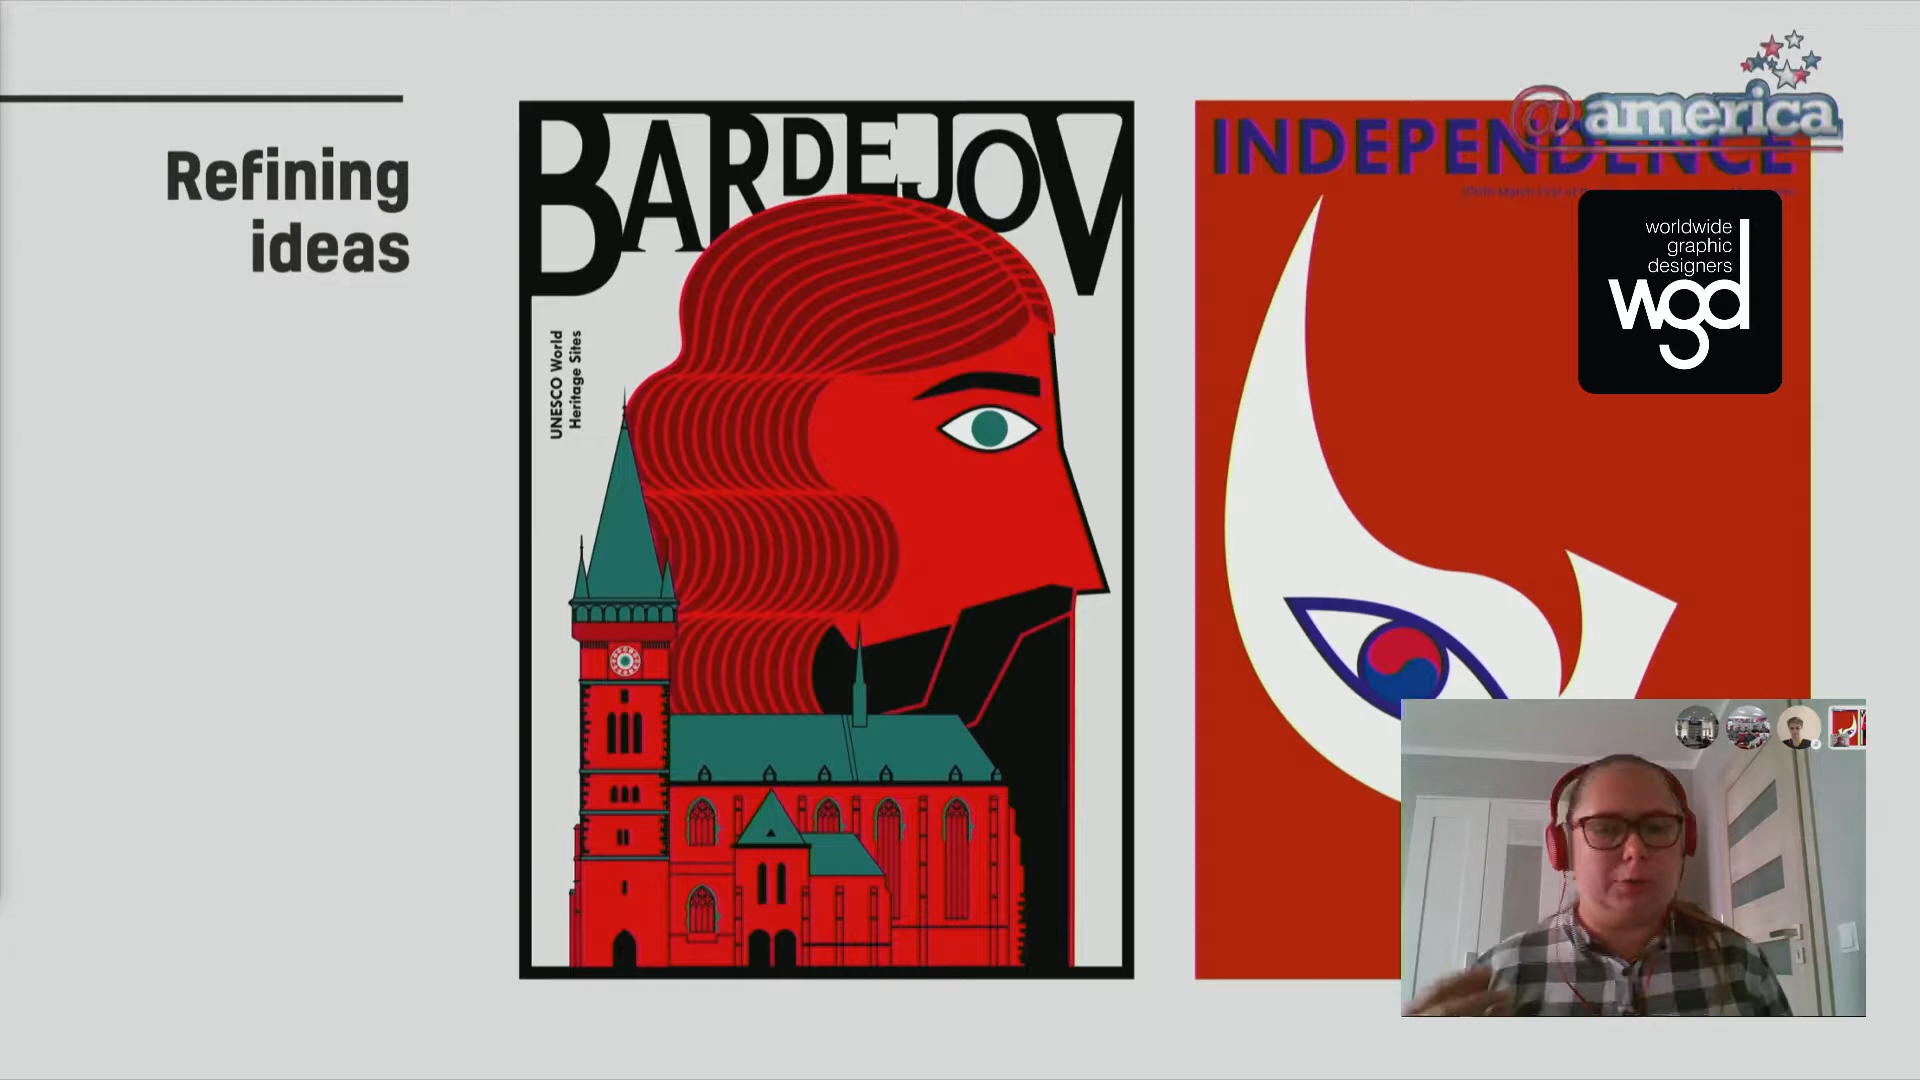 Refining
ideas
BARDEJOV
UNESCO World
Heritage Sites
INDEPENDENCE
@america
worldwide
graphic
designers
wgd